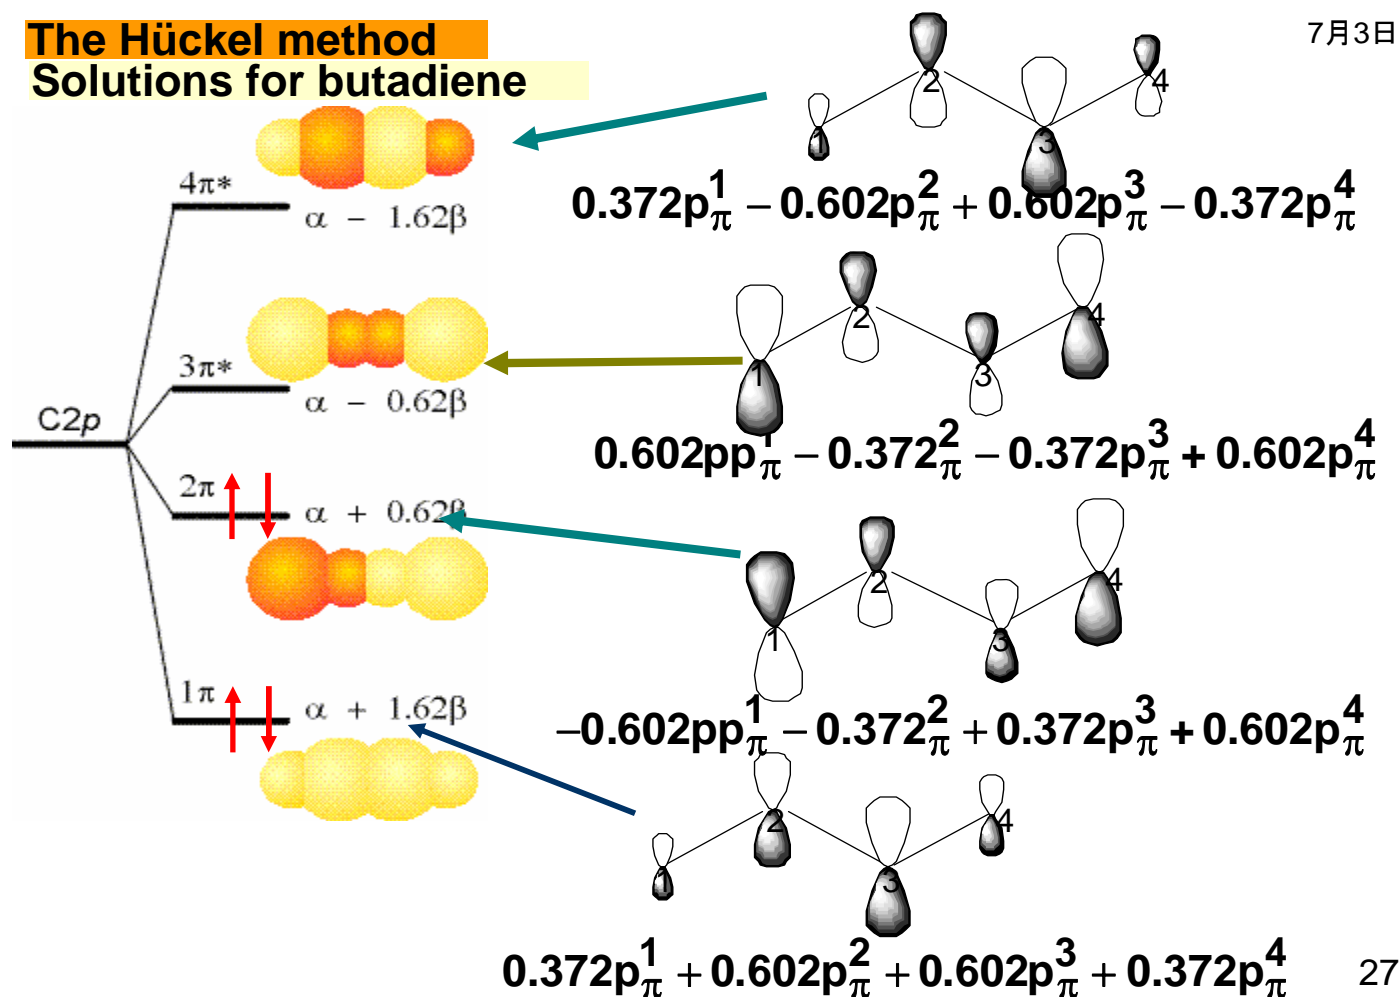 The Hückel method
7月3日
Solutions for butadiene
2
4
1
3
4π*
α − 1.62β
0.372p¹π − 0.602p²π + 0.602p³π − 0.372p⁴π
2
4
1
3
3π*
α − 0.62β
C2p
0.602pp¹π − 0.372²π − 0.372p³π + 0.602p⁴π
2π
α + 0.62β
2
4
1
3
1π
α + 1.62β
−0.602pp¹π − 0.372²π + 0.372p³π + 0.602p⁴π
2
4
1
3
0.372p¹π + 0.602p²π + 0.602p³π + 0.372p⁴π
27